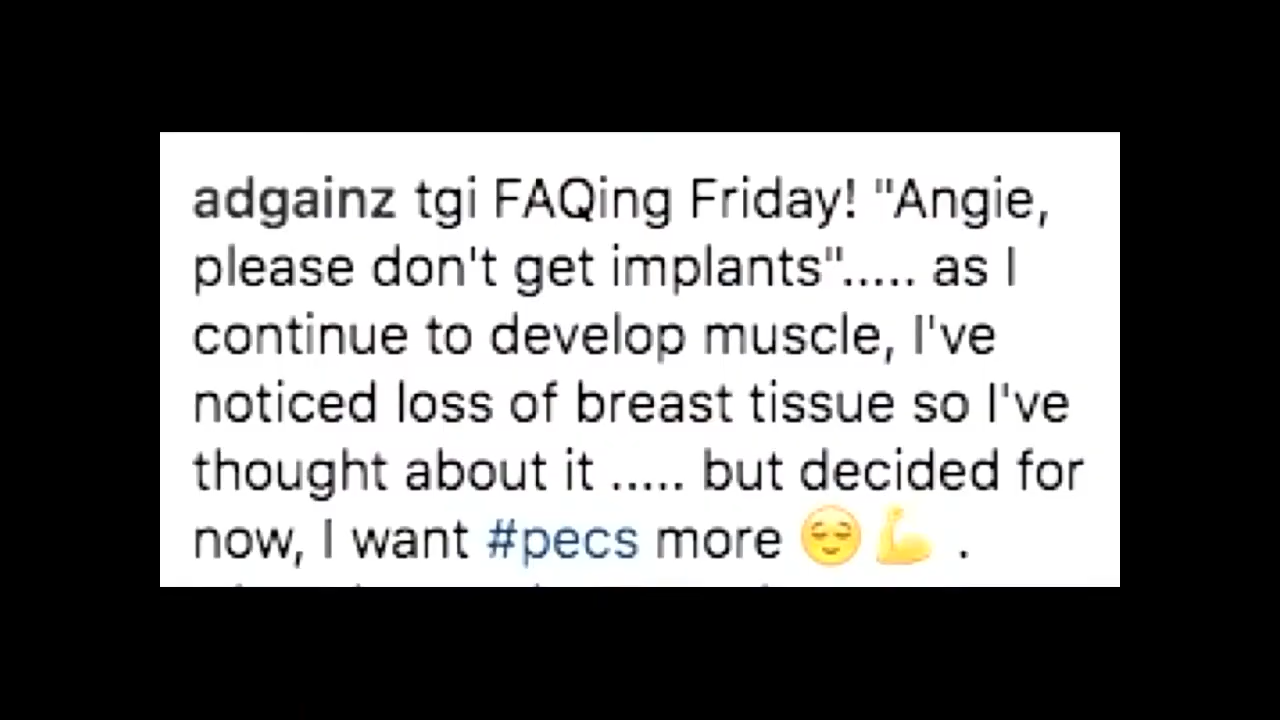 adgainz tgi FAQing Friday! "Angie,
please don't get implants"..... as I
continue to develop muscle, I've
noticed loss of breast tissue so I've
thought about it ..... but decided for
now, I want #pecs more 😌💪 .